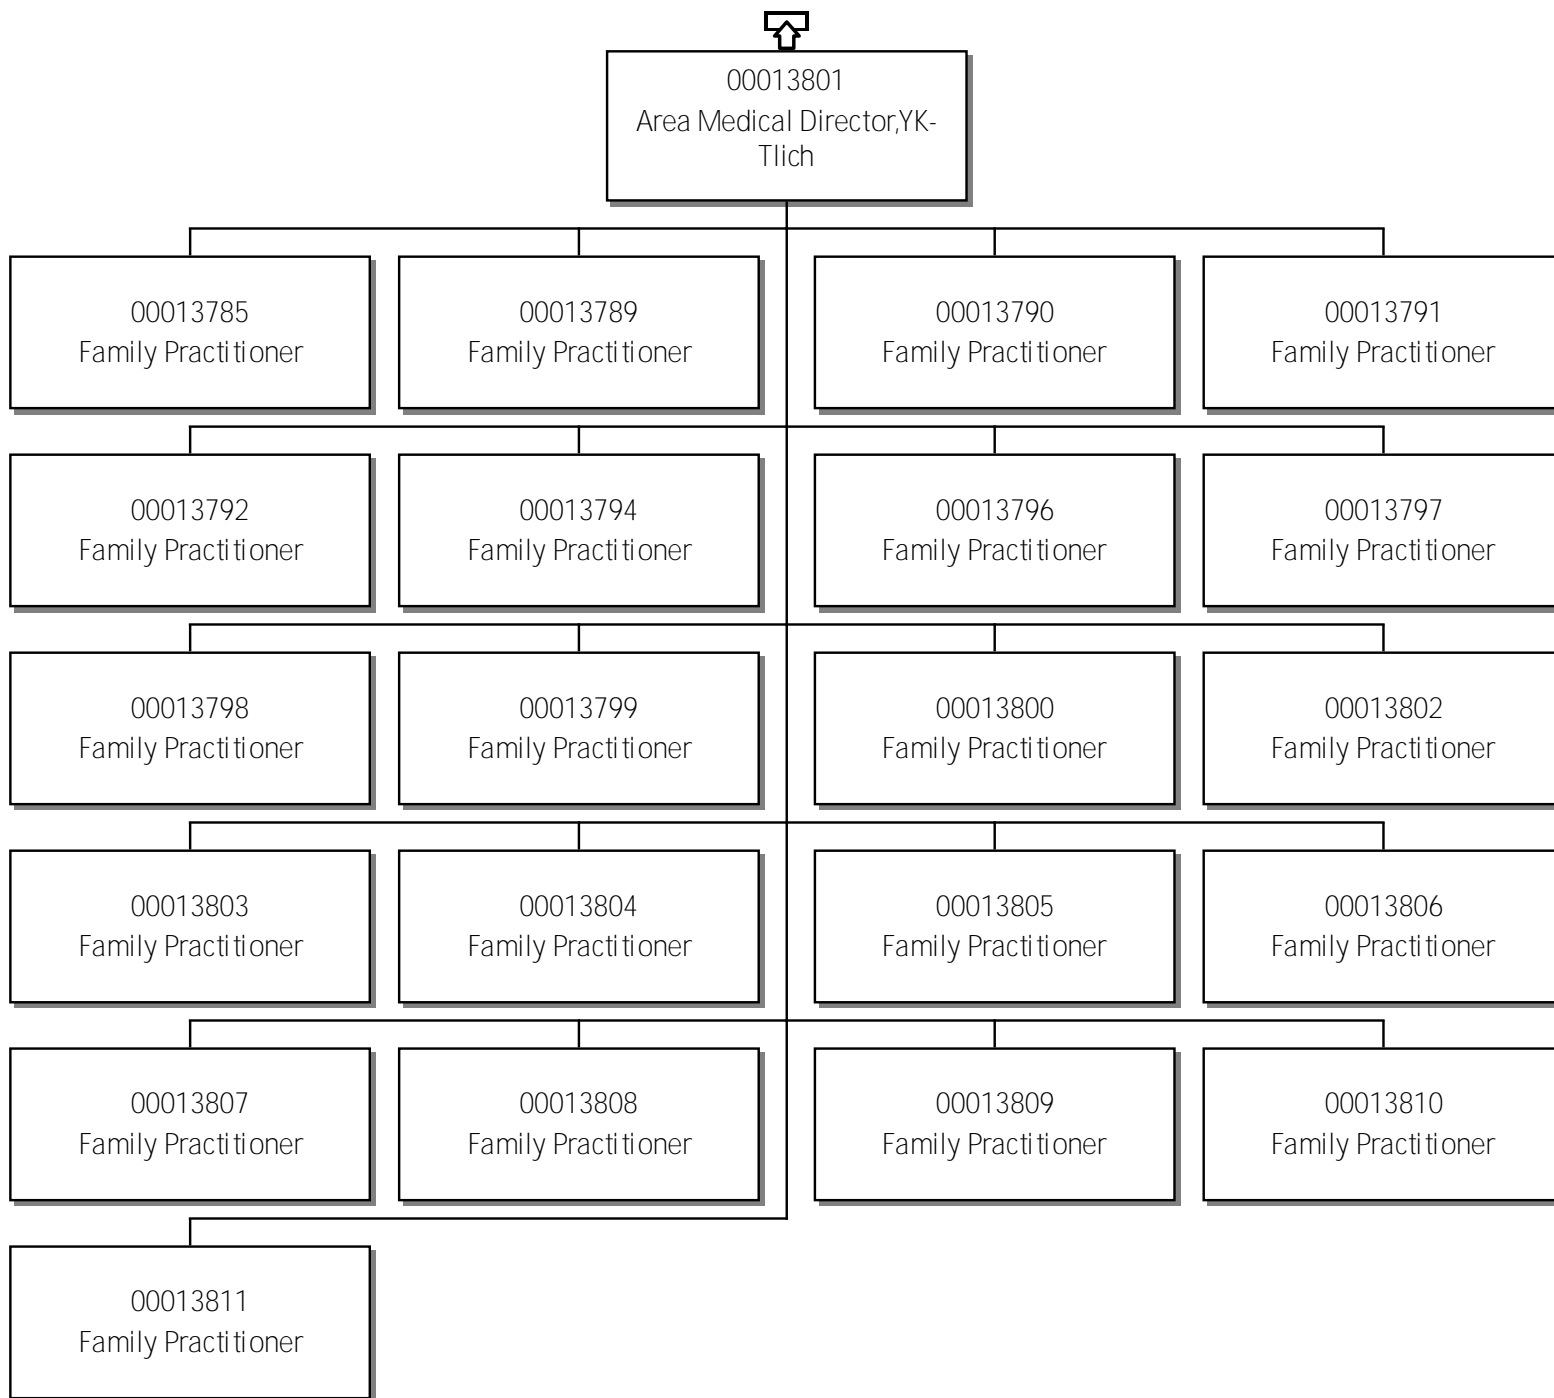 00013801
Area Medical Director,YK-
Tlich
00013785
Family Practitioner
00013789
Family Practitioner
00013790
Family Practitioner
00013791
Family Practitioner
00013792
Family Practitioner
00013794
Family Practitioner
00013796
Family Practitioner
00013797
Family Practitioner
00013798
Family Practitioner
00013799
Family Practitioner
00013800
Family Practitioner
00013802
Family Practitioner
00013803
Family Practitioner
00013804
Family Practitioner
00013805
Family Practitioner
00013806
Family Practitioner
00013807
Family Practitioner
00013808
Family Practitioner
00013809
Family Practitioner
00013810
Family Practitioner
00013811
Family Practitioner